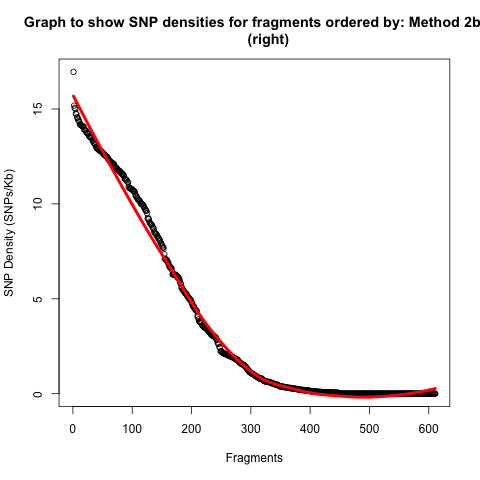 Graph to show SNP densities for fragments ordered by: Method 2b
(right)
SNP Density (SNPs/Kb)
15
10
5
0
0 100 200 300 400 500 600
Fragments